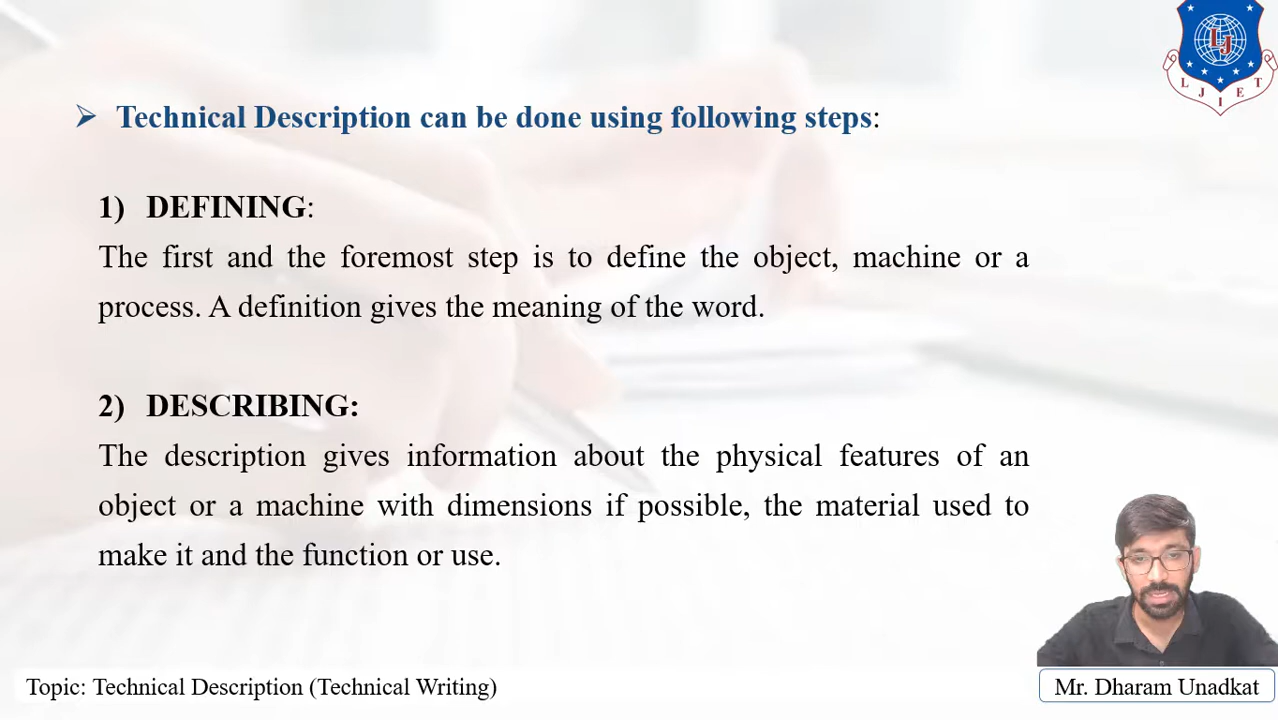 ➢ Technical Description can be done using following steps:
1) DEFINING:
The first and the foremost step is to define the object, machine or a
process. A definition gives the meaning of the word.
2) DESCRIBING:
The description gives information about the physical features of an
object or a machine with dimensions if possible, the material used to
make it and the function or use.
LJ
L J I E T
Topic: Technical Description (Technical Writing)
Mr. Dharam Unadkat